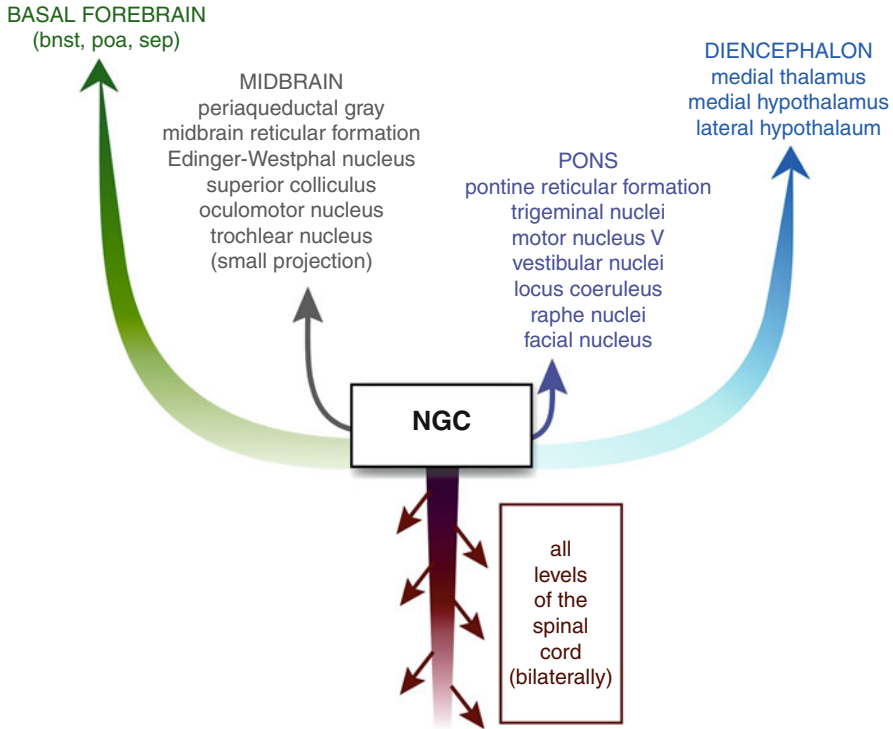 BASAL FOREBRAIN
(bnst, poa, sep)
MIDBRAIN
periaqueductal gray
midbrain reticular formation
Edinger-Westphal nucleus
superior colliculus
oculomotor nucleus
trochlear nucleus
(small projection)
PONS
pontine reticular formation
trigeminal nuclei
motor nucleus V
vestibular nuclei
locus coeruleus
raphe nuclei
facial nucleus
DIENCEPHALON
medial thalamus
medial hypothalamus
lateral hypothalaum
NGC
all
levels
of the
spinal
cord
(bilaterally)